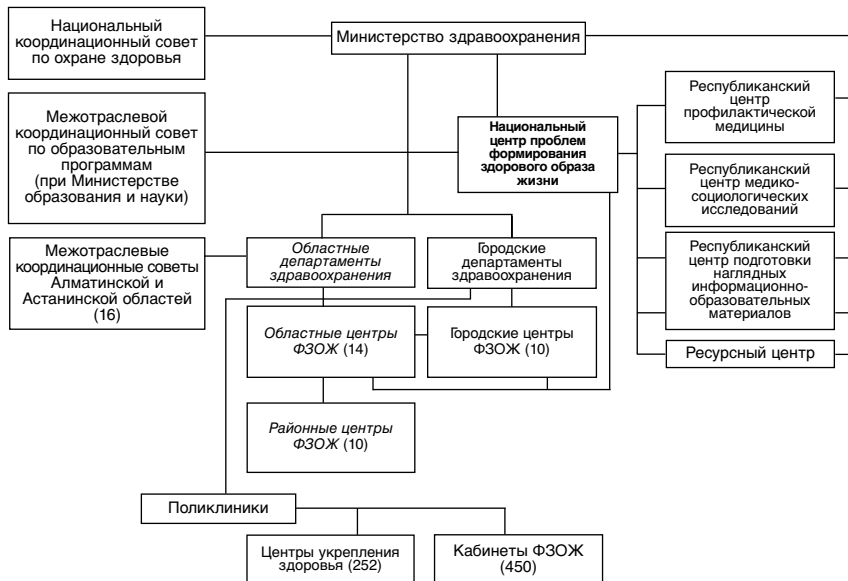 Национальный
координационный совет
по охране здоровья
Министерство здравоохранения
Межотраслевой
координационный совет
по образовательным
программам
(при Министерстве
образования и науки)
Национальный
центр проблем
формирования
здорового образа
жизни
Республиканский
центр
профилактической
медицины
Республиканский
центр медико-
социологических
исследований
Республиканский
центр подготовки
наглядных
информационно-
образовательных
материалов
Ресурсный центр
Межотраслевые
координационные советы
Алматинской и
Астанинской областей
(16)
Областные
департаменты
здравоохранения
Городские
департаменты
здравоохранения
Областные центры
ФЗОЖ (14)
Городские центры
ФЗОЖ (10)
Районные центры
ФЗОЖ (10)
Поликлиники
Центры укрепления
здоровья (252)
Кабинеты ФЗОЖ
(450)